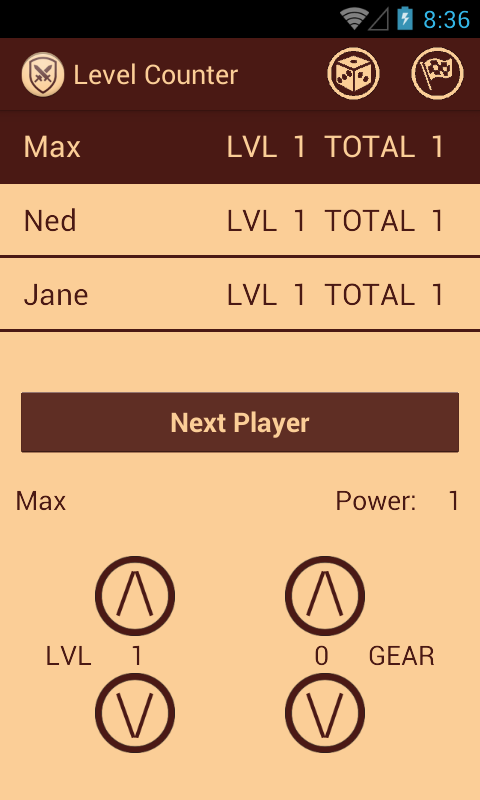 8:36
Level Counter
Max LVL 1 TOTAL 1
Ned LVL 1 TOTAL 1
Jane LVL 1 TOTAL 1
Next Player
Max Power: 1
LVL 1 0 GEAR